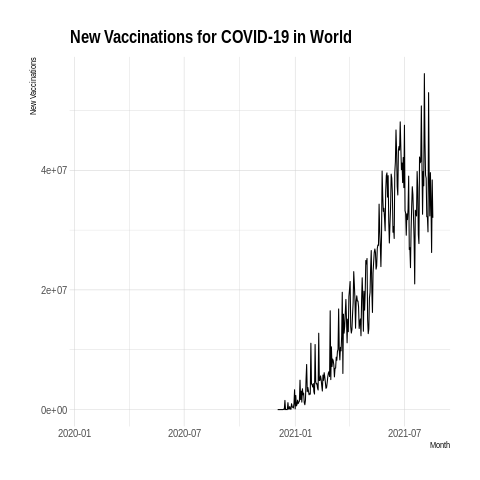 New Vaccinations for COVID-19 in World
New Vaccinations
4e+07
2e+07
0e+00
2020-01 2020-07 2021-01 2021-07
Month